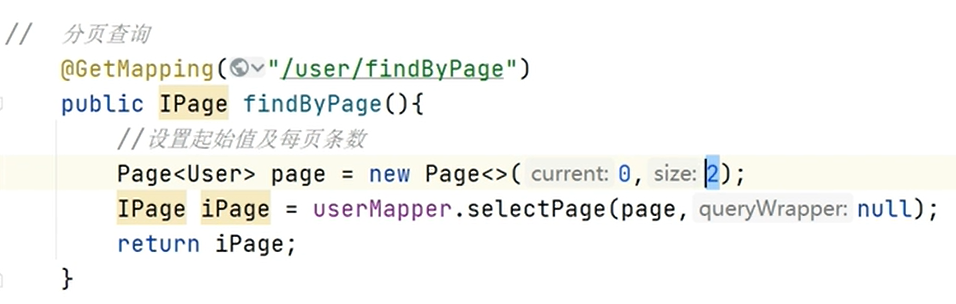 // 分页查询
@GetMapping("/user/findByPage")
public IPage findByPage(){
//设置起始值及每页条数
Page<User> page = new Page<>( current: 0, size: 2);
IPage iPage = userMapper.selectPage(page, queryWrapper: null);
return iPage;
}